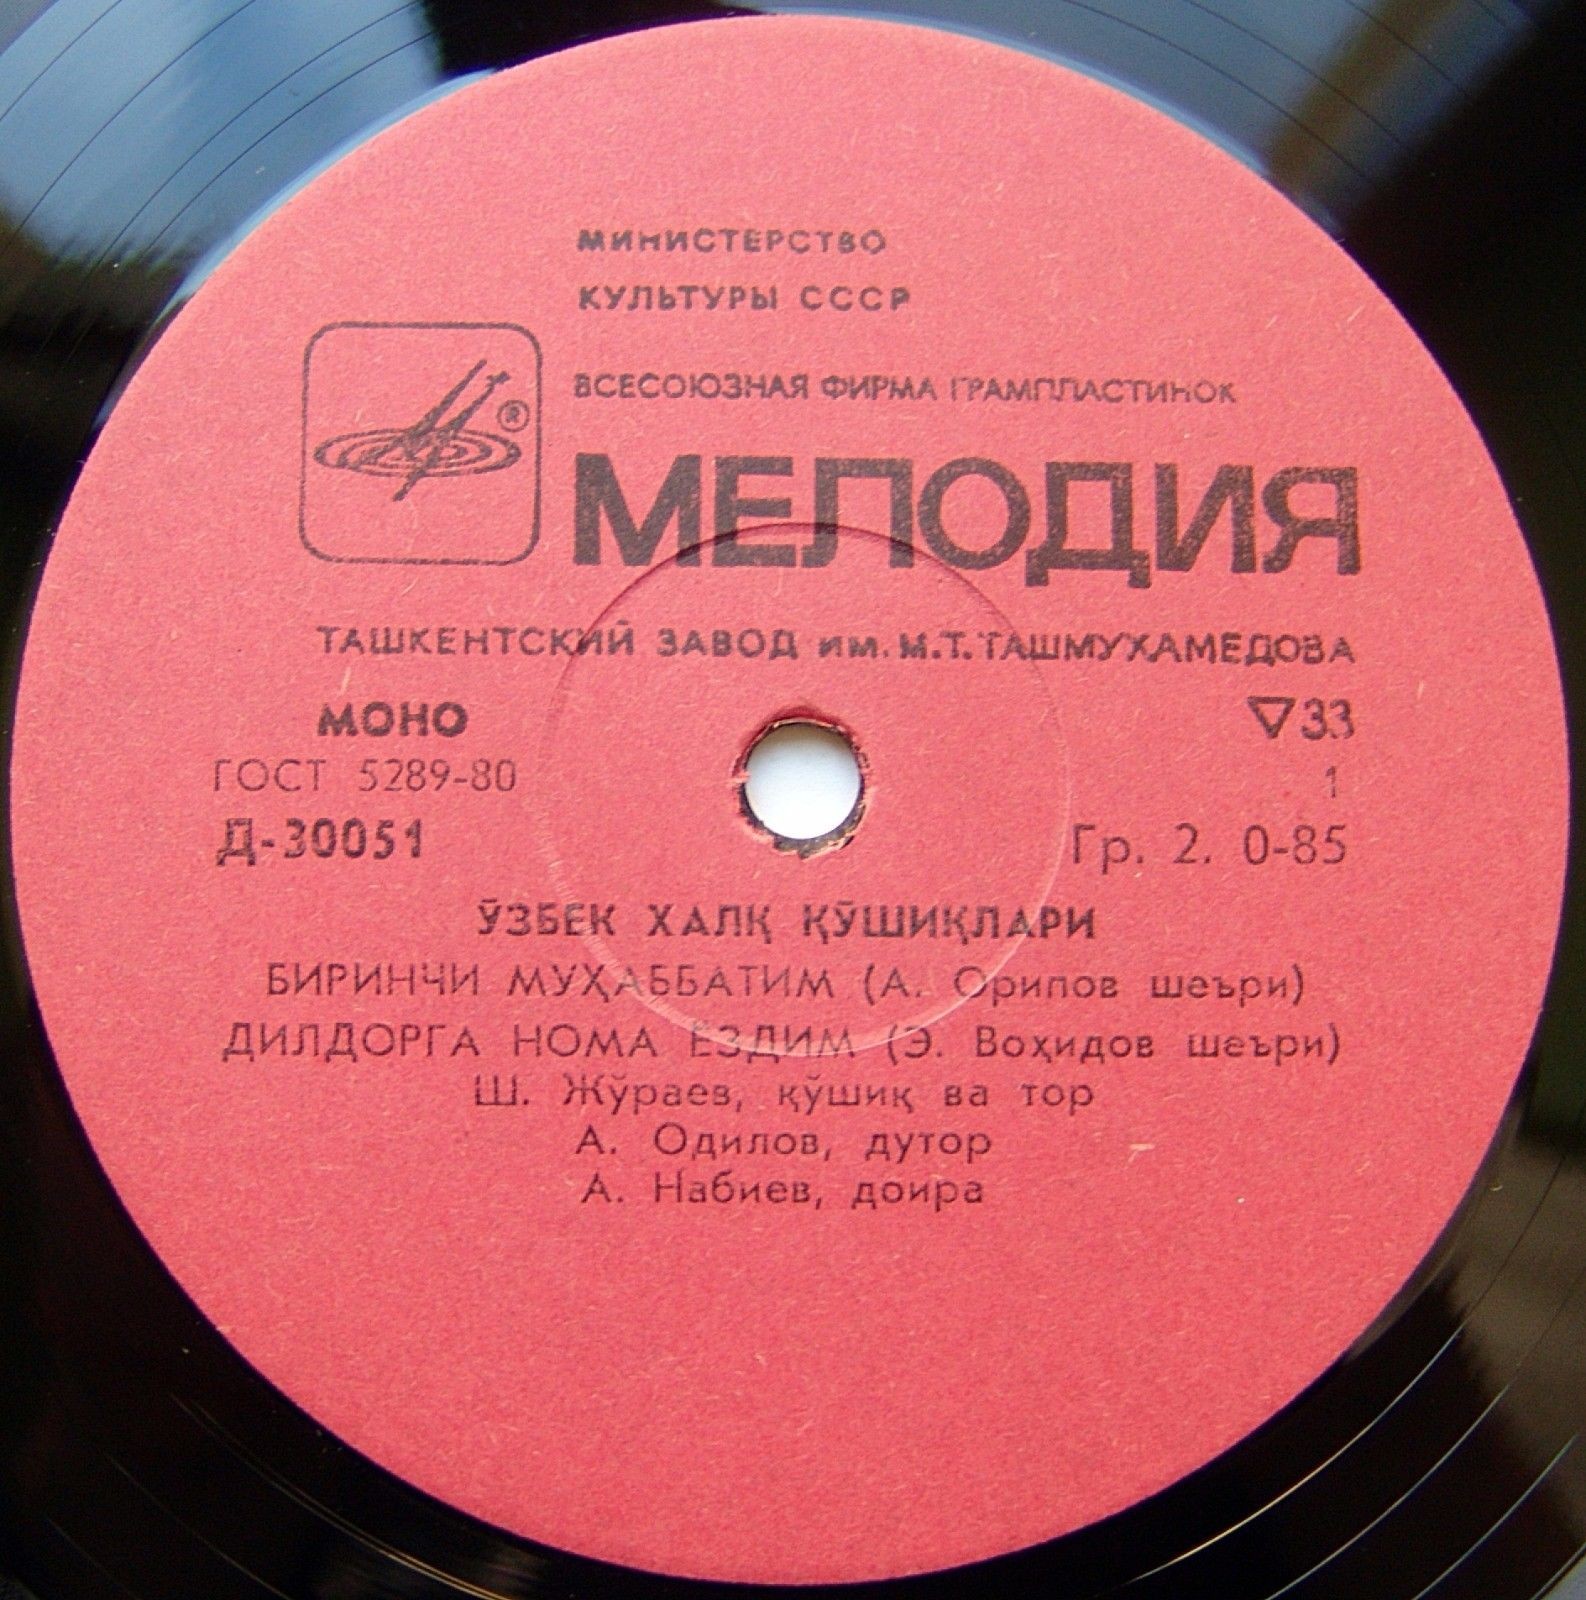 МИНИСТЕРСТВО
КУЛЬТУРЫ СССР
ВСЕСОЮЗНАЯ ФИРМА ГРАМПЛАСТИНОК
®
МЕЛОДИЯ
ТАШКЕНТСКИЙ ЗАВОД им. М.Т. ТАШМУХАМЕДОВА
МОНО ▽33
ГОСТ 5289-80 1
Д-30051 Гр. 2. 0-85
ЎЗБЕК ХАЛҚ ҚЎШИҚЛАРИ
БИРИНЧИ МУҲАББАТИМ (А. Орипов шеъри)
ДИЛДОРГА НОМА ЁЗДИМ (Э. Воҳидов шеъри)
Ш. Жўраев, қўшиқ ва тор
А. Одилов, дутор
А. Набиев, доира